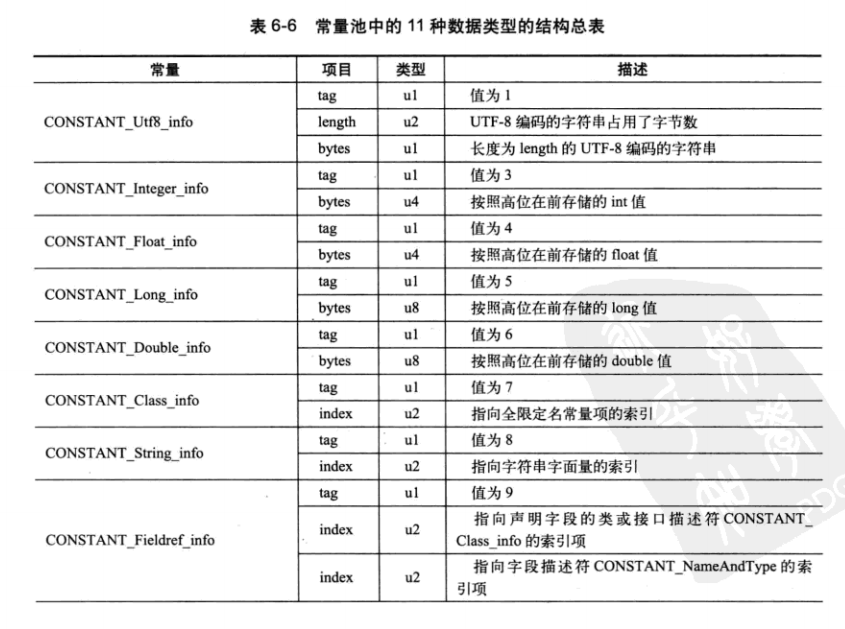 表 6-6 常量池中的 11 种数据类型的结构总表
常量 项目 类型 描述
CONSTANT_Utf8_info
tag u1 值为 1
length u2 UTF-8 编码的字符串占用了字节数
bytes u1 长度为 length 的 UTF-8 编码的字符串
CONSTANT_Integer_info
tag u1 值为 3
bytes u4 按照高位在前存储的 int 值
CONSTANT_Float_info
tag u1 值为 4
bytes u4 按照高位在前存储的 float 值
CONSTANT_Long_info
tag u1 值为 5
bytes u8 按照高位在前存储的 long 值
CONSTANT_Double_info
tag u1 值为 6
bytes u8 按照高位在前存储的 double 值
CONSTANT_Class_info
tag u1 值为 7
index u2 指向全限定名常量项的索引
CONSTANT_String_info
tag u1 值为 8
index u2 指向字符串字面量的索引
CONSTANT_Fieldref_info
tag u1 值为 9
index u2 指向声明字段的类或接口描述符 CONSTANT_
Class_info 的索引项
index u2 指向字段描述符 CONSTANT_NameAndType 的索
引项